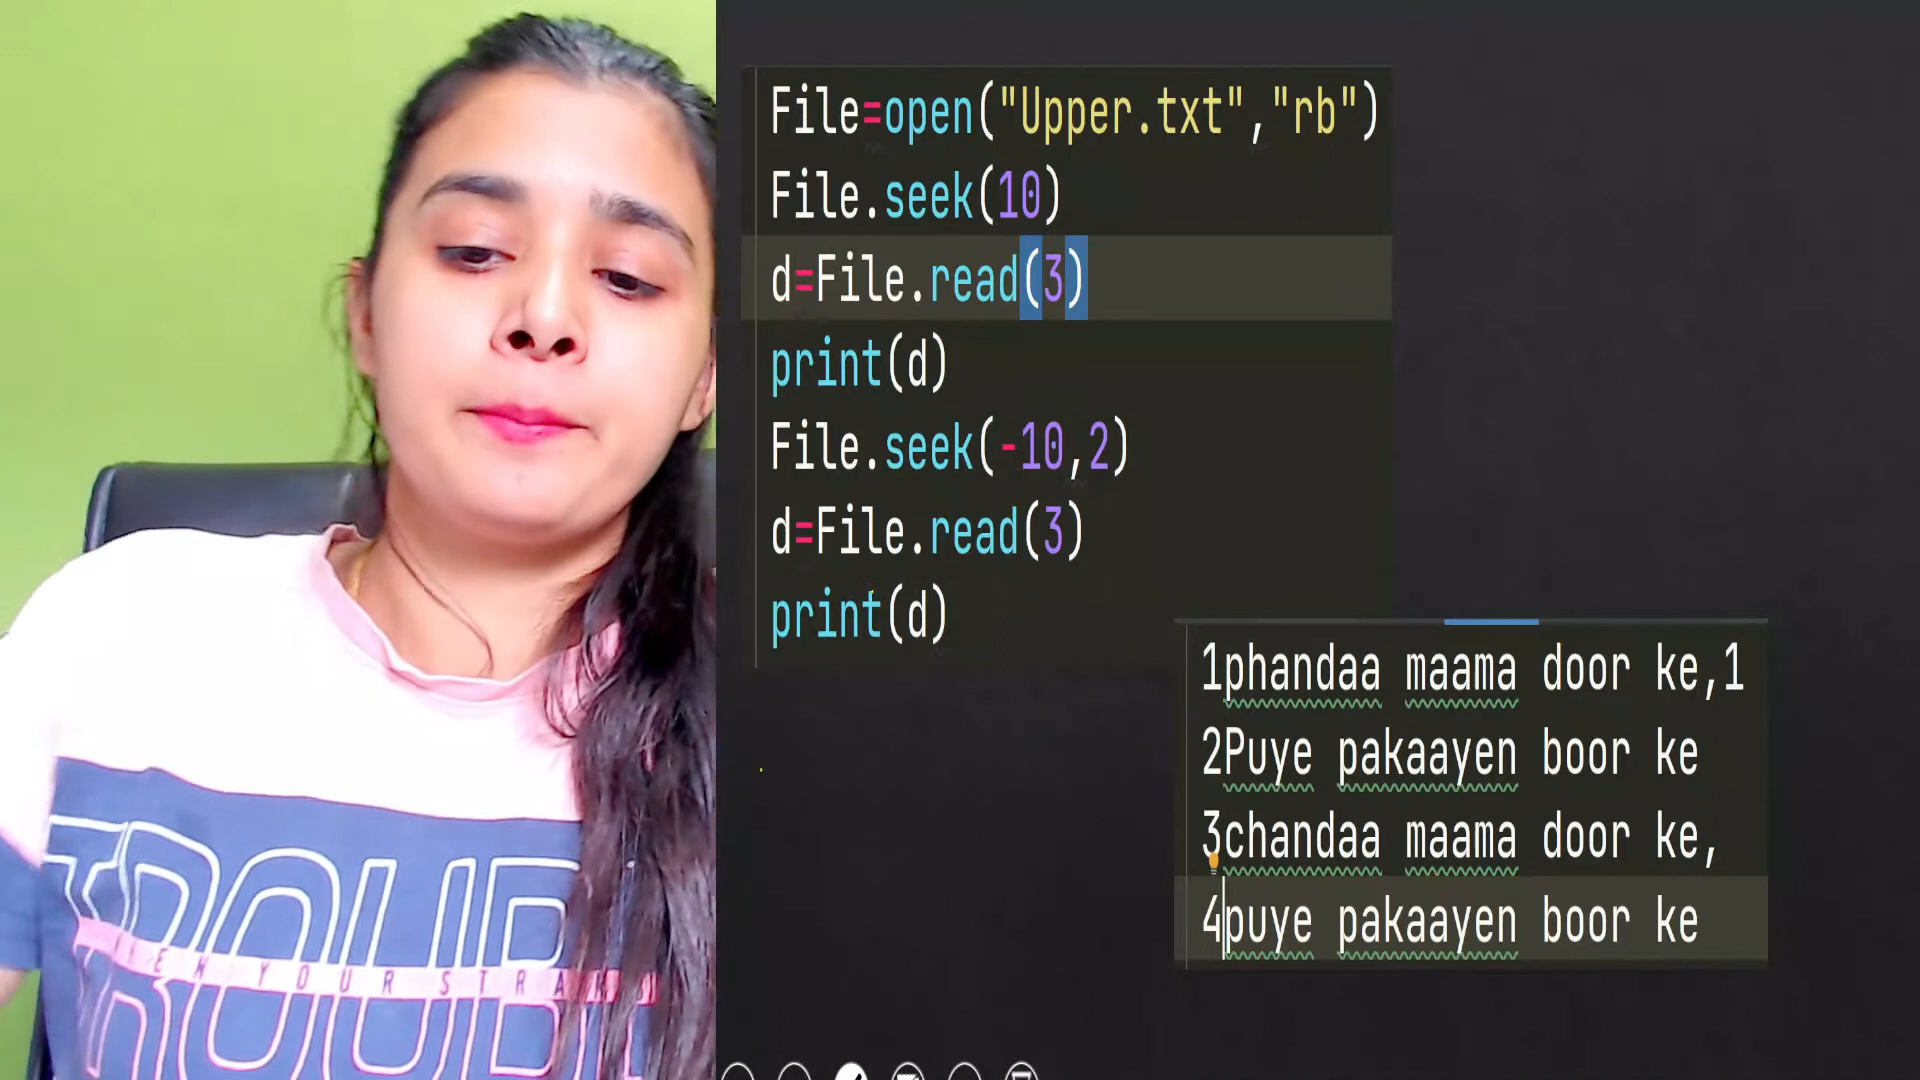 File=open("Upper.txt","rb")
File.seek(10)
d=File.read(3)
print(d)
File.seek(-10,2)
d=File.read(3)
print(d)
1phandaa maama door ke,1
2Puye pakaayen boor ke
3chandaa maama door ke,
4puye pakaayen boor ke